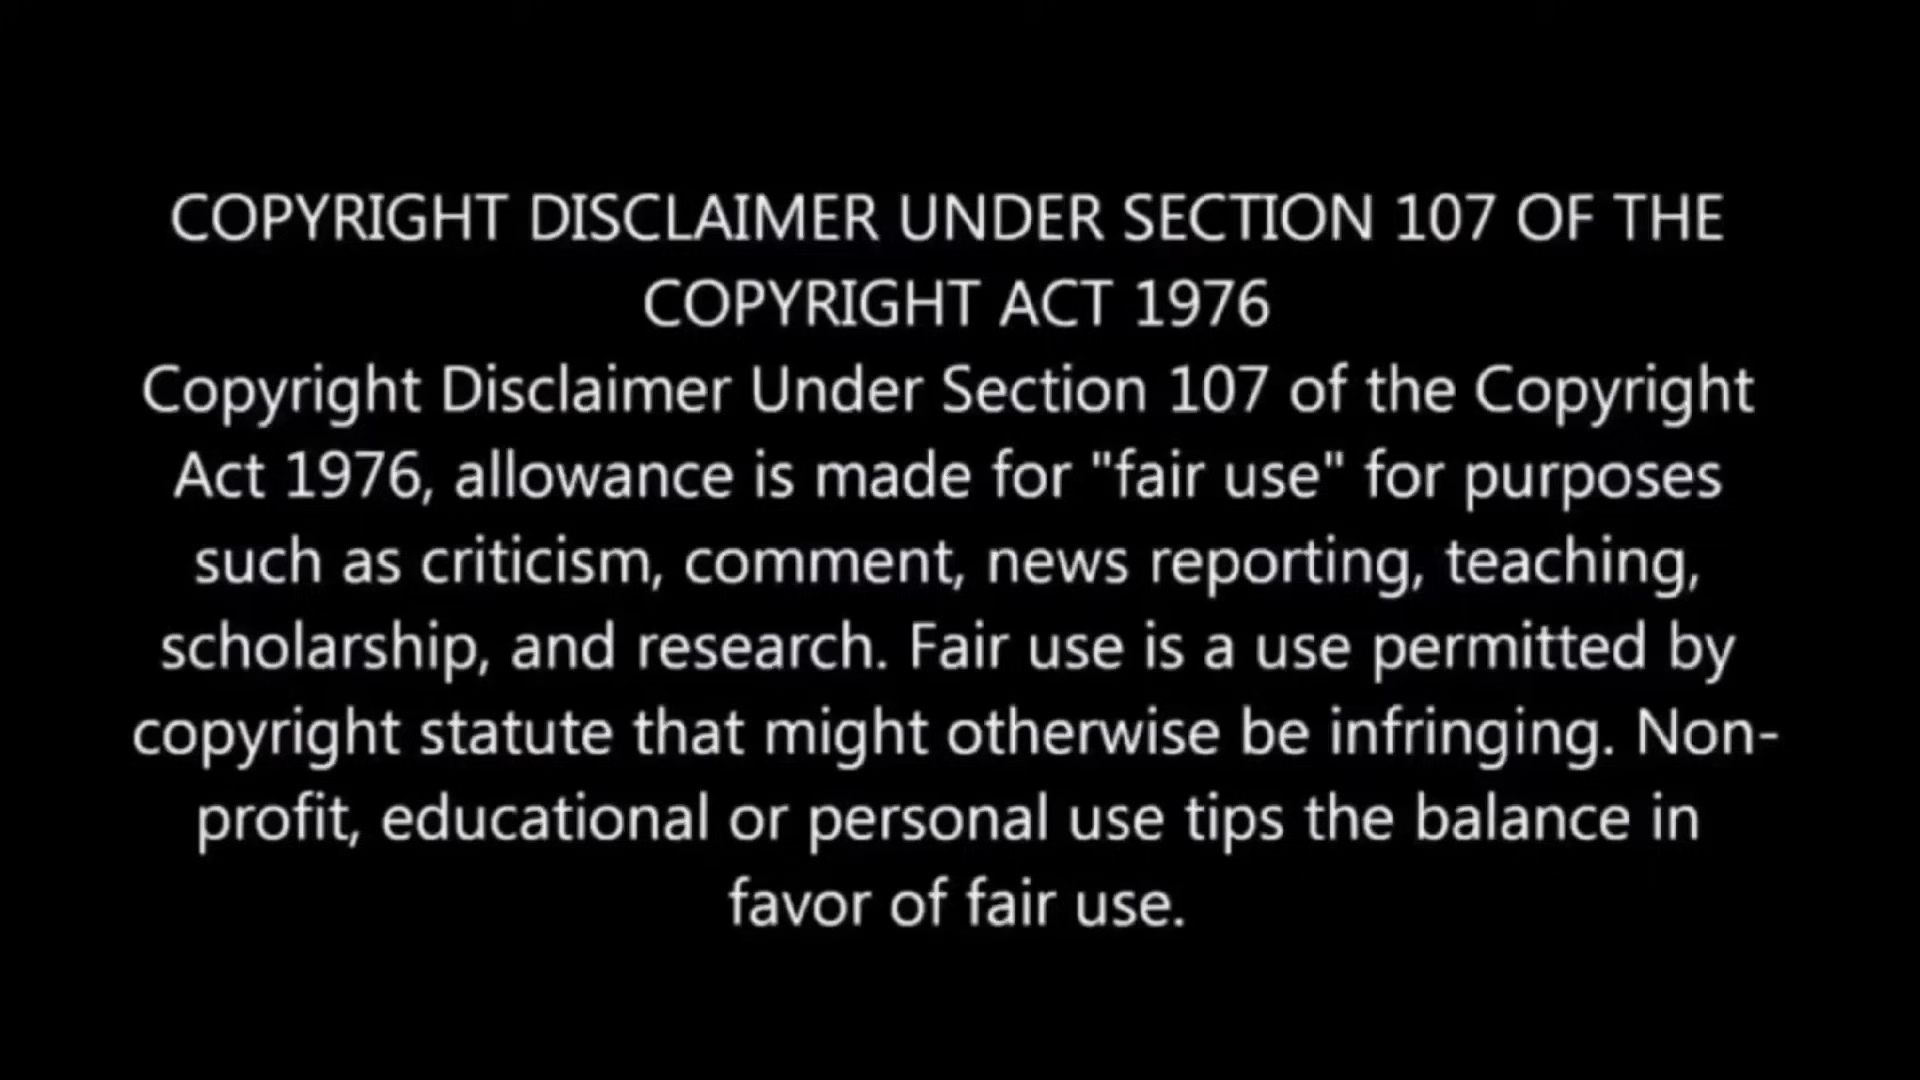 COPYRIGHT DISCLAIMER UNDER SECTION 107 OF THE
COPYRIGHT ACT 1976
Copyright Disclaimer Under Section 107 of the Copyright
Act 1976, allowance is made for "fair use" for purposes
such as criticism, comment, news reporting, teaching,
scholarship, and research. Fair use is a use permitted by
copyright statute that might otherwise be infringing. Non-
profit, educational or personal use tips the balance in
favor of fair use.